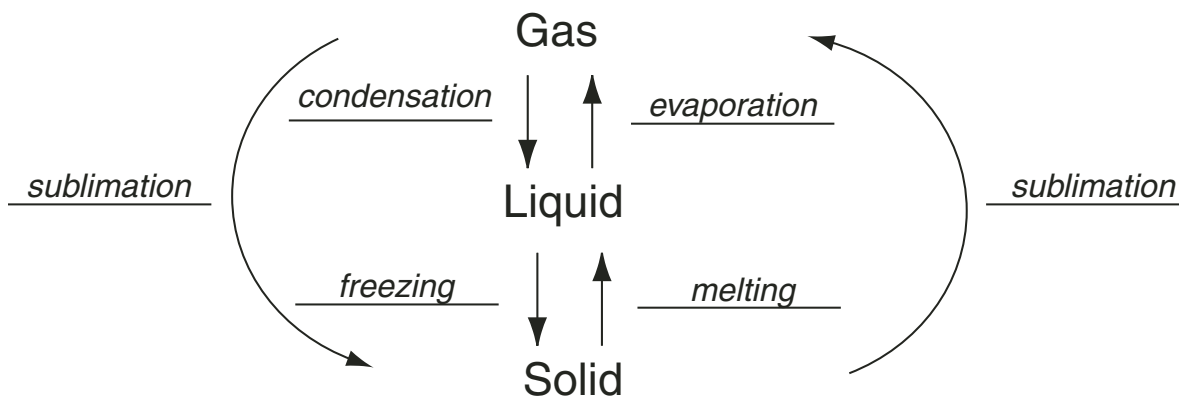 Gas
condensation
evaporation
sublimation
Liquid
sublimation
freezing
melting
Solid